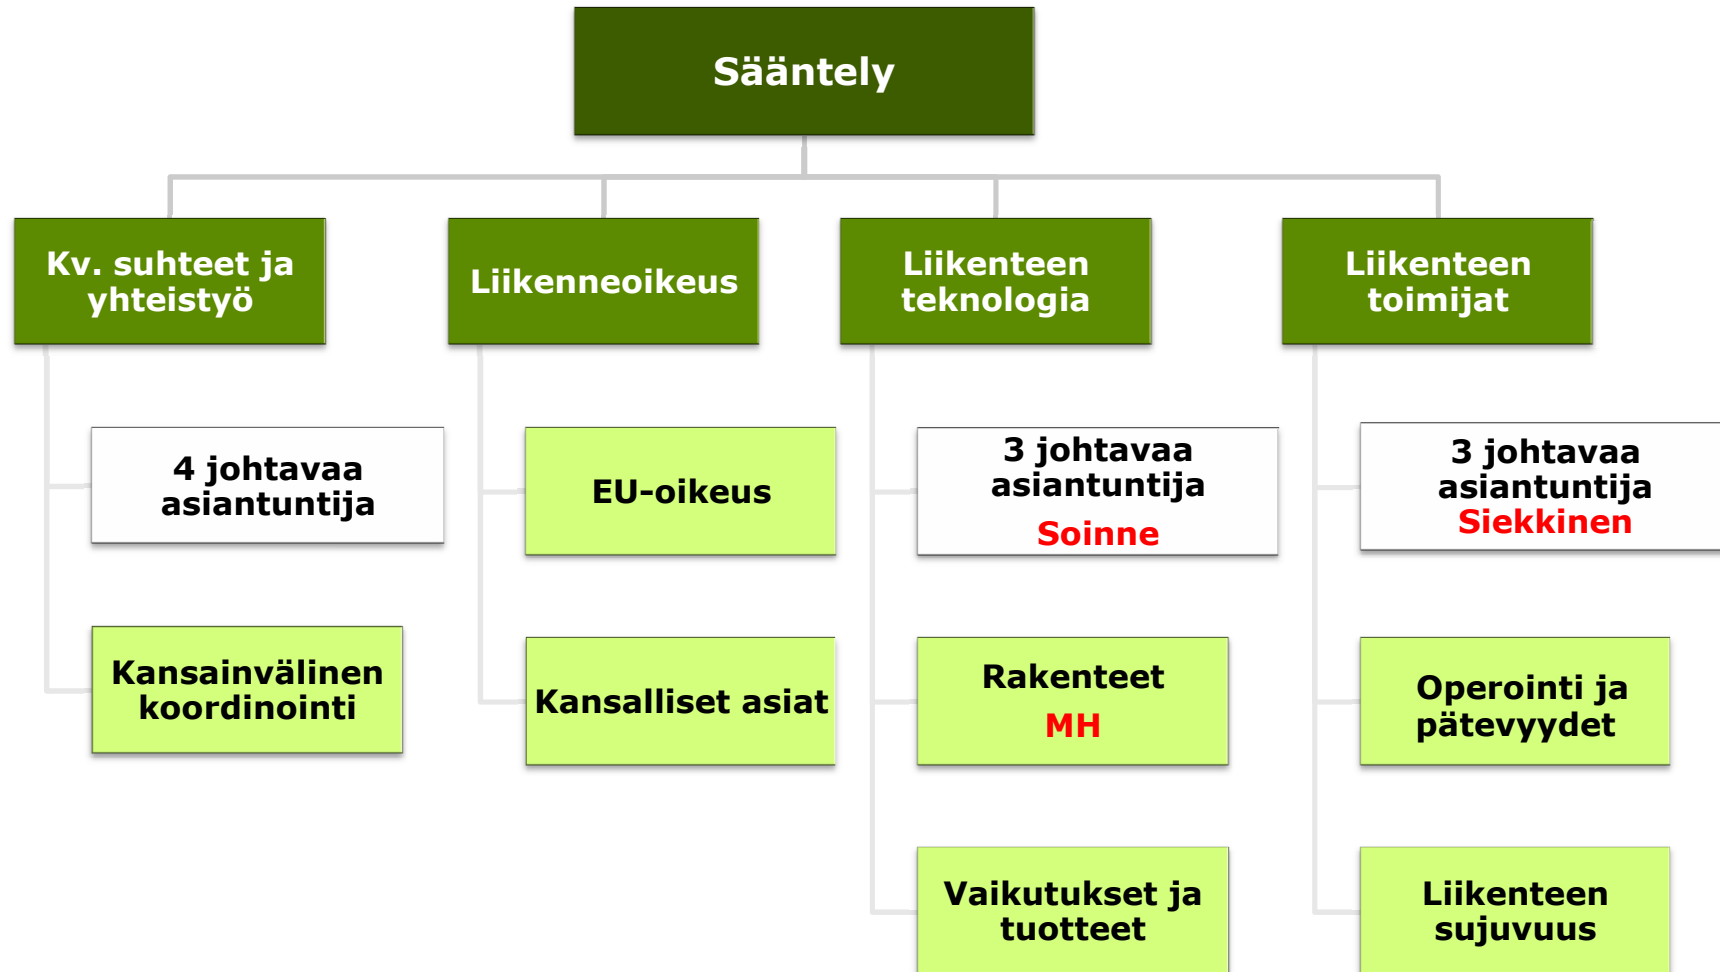 Sääntely
Kv. suhteet ja
yhteistyö
Liikenneoikeus
Liikenteen
teknologia
Liikenteen
toimijat
4 johtavaa
asiantuntija
EU-oikeus
3 johtavaa
asiantuntija
Soinne
3 johtavaa
asiantuntija
Siekkinen
Kansainvälinen
koordinointi
Kansalliset asiat
Rakenteet
MH
Operointi ja
pätevyydet
Vaikutukset ja
tuotteet
Liikenteen
sujuvuus